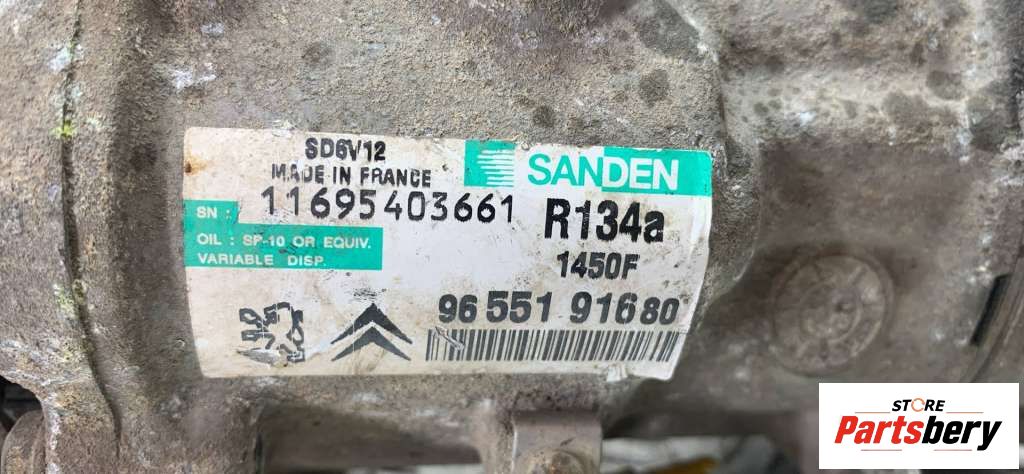 SD6V12
MADE IN FRANCE
SANDEN
SN : 11695403661
R134a
OIL : SP-10 OR EQUIV.
VARIABLE DISP.
1450F
96 551 916 80
STORE
Partsbery